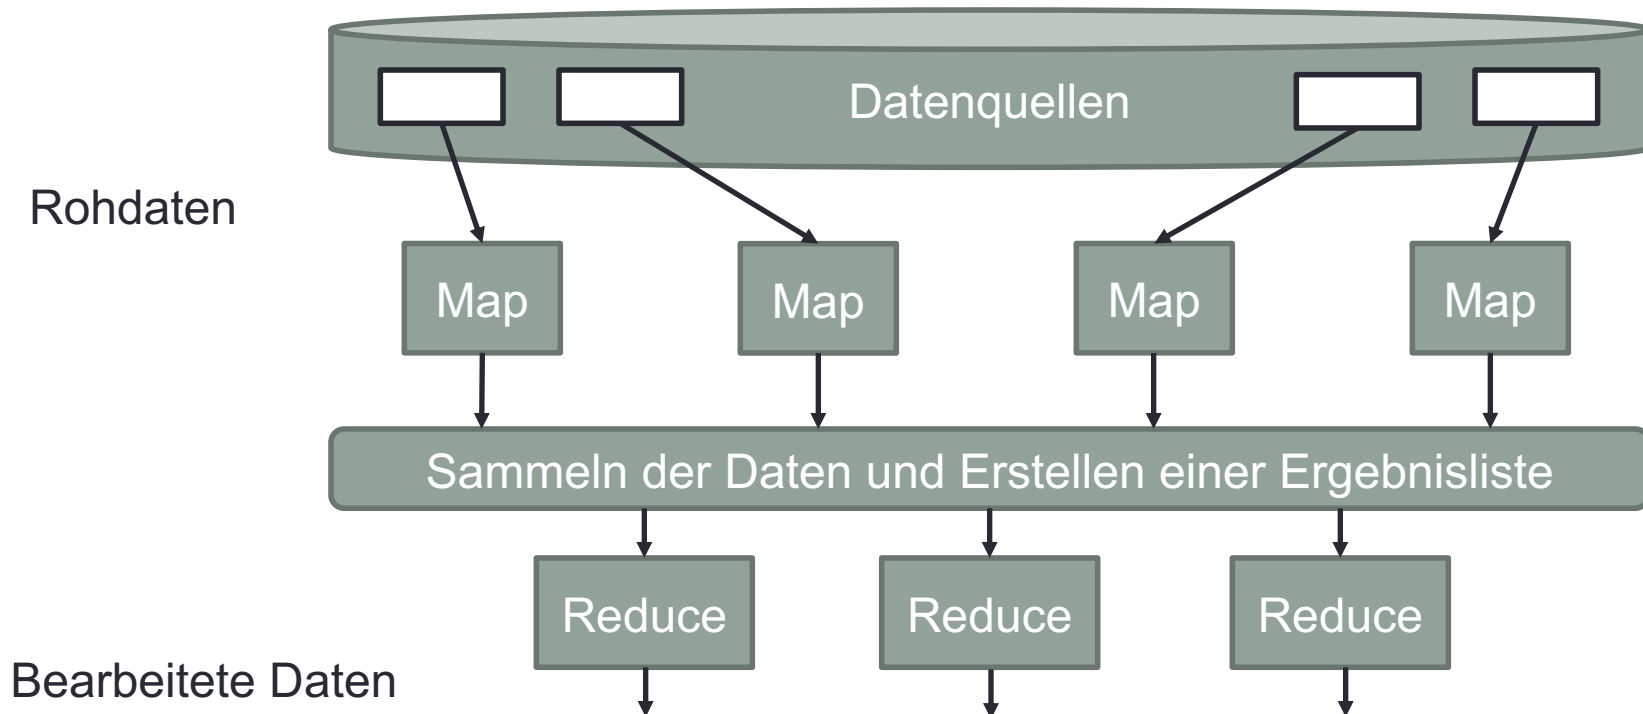 Datenquellen
Rohdaten
Map
Map
Map
Map
Sammeln der Daten und Erstellen einer Ergebnisliste
Reduce
Reduce
Reduce
Bearbeitete Daten